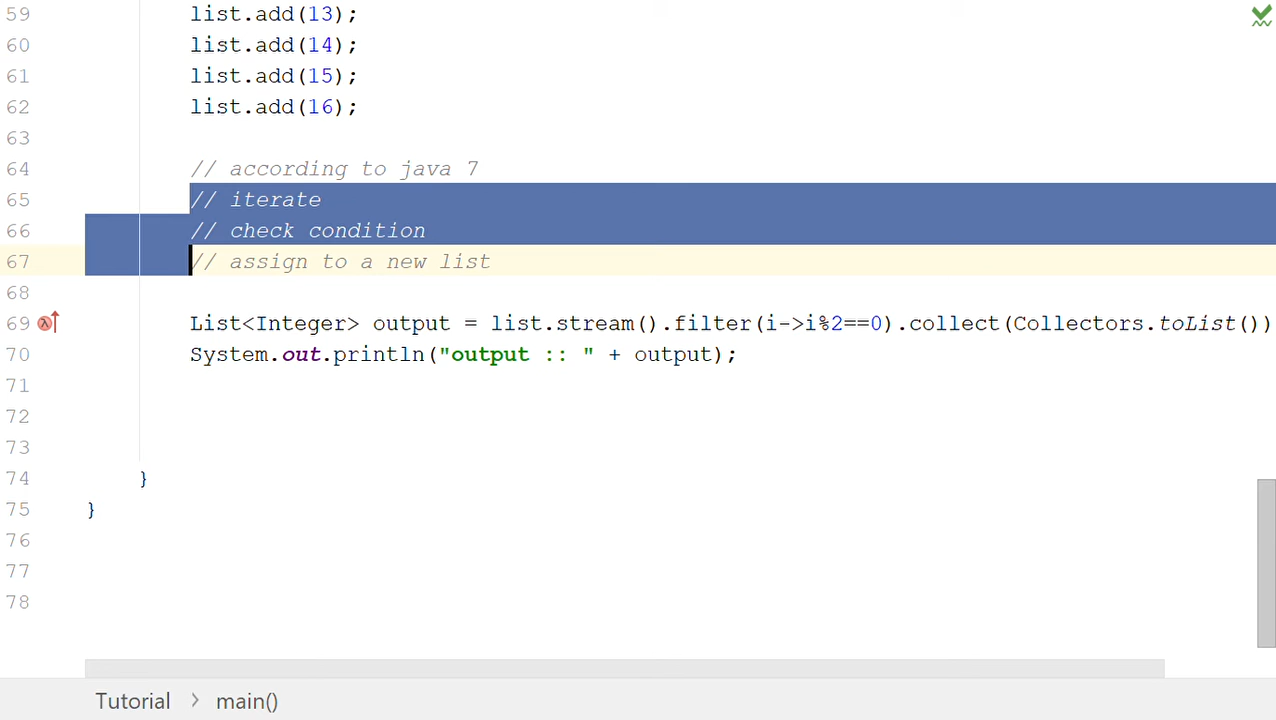 59 list.add(13);
60 list.add(14);
61 list.add(15);
62 list.add(16);
63
64 // according to java 7
65 // iterate
66 // check condition
67 // assign to a new list
68
69 List<Integer> output = list.stream().filter(i->i%2==0).collect(Collectors.toList())
70 System.out.println("output :: " + output);
71
72
73
74 }
75 }
76
77
78
Tutorial > main()